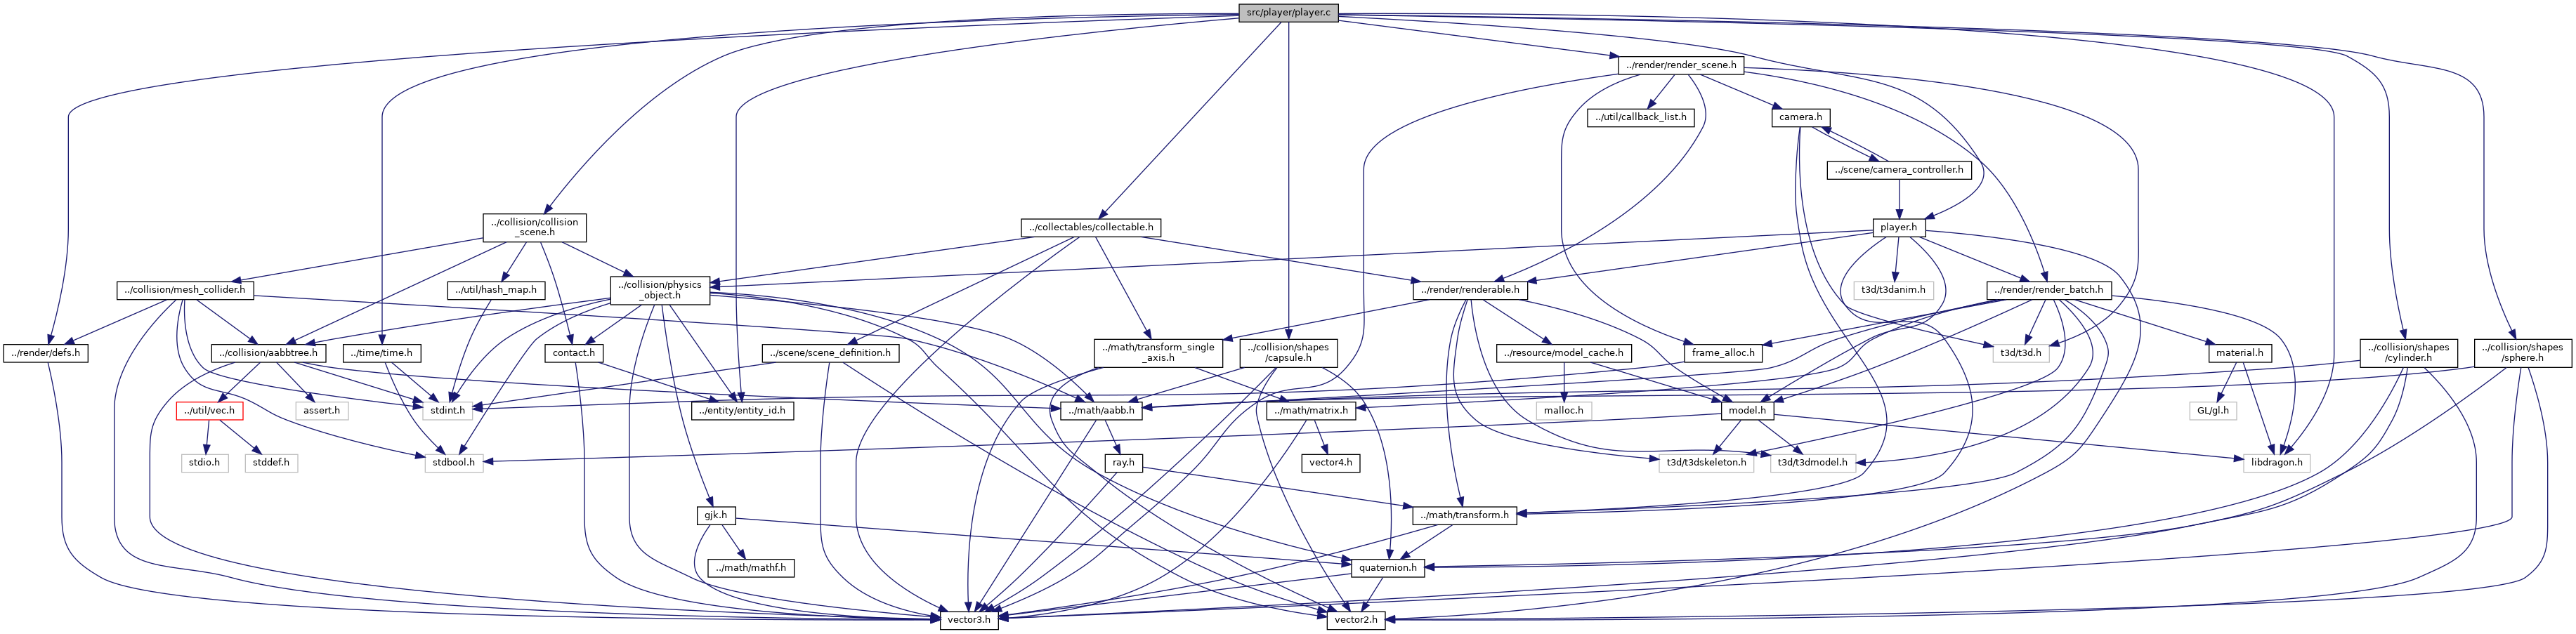 src/player/player.c
../render/render_scene.h
../util/callback_list.h
camera.h
../scene/camera_controller.h
../collision/collision
_scene.h
../collectables/collectable.h
player.h
../collision/mesh_collider.h
../util/hash_map.h
../collision/physics
_object.h
../render/renderable.h
t3d/t3danim.h
../render/render_batch.h
../render/defs.h
../collision/aabbtree.h
../time/time.h
contact.h
../scene/scene_definition.h
../math/transform_single
_axis.h
../collision/shapes
/capsule.h
../resource/model_cache.h
frame_alloc.h
t3d/t3d.h
material.h
../collision/shapes
/cylinder.h
../collision/shapes
/sphere.h
../util/vec.h
assert.h
stdint.h
../entity/entity_id.h
../math/aabb.h
../math/matrix.h
malloc.h
model.h
GL/gl.h
stdio.h
stddef.h
stdbool.h
ray.h
vector4.h
t3d/t3dskeleton.h
t3d/t3dmodel.h
libdragon.h
gjk.h
../math/transform.h
../math/mathf.h
quaternion.h
vector3.h
vector2.h